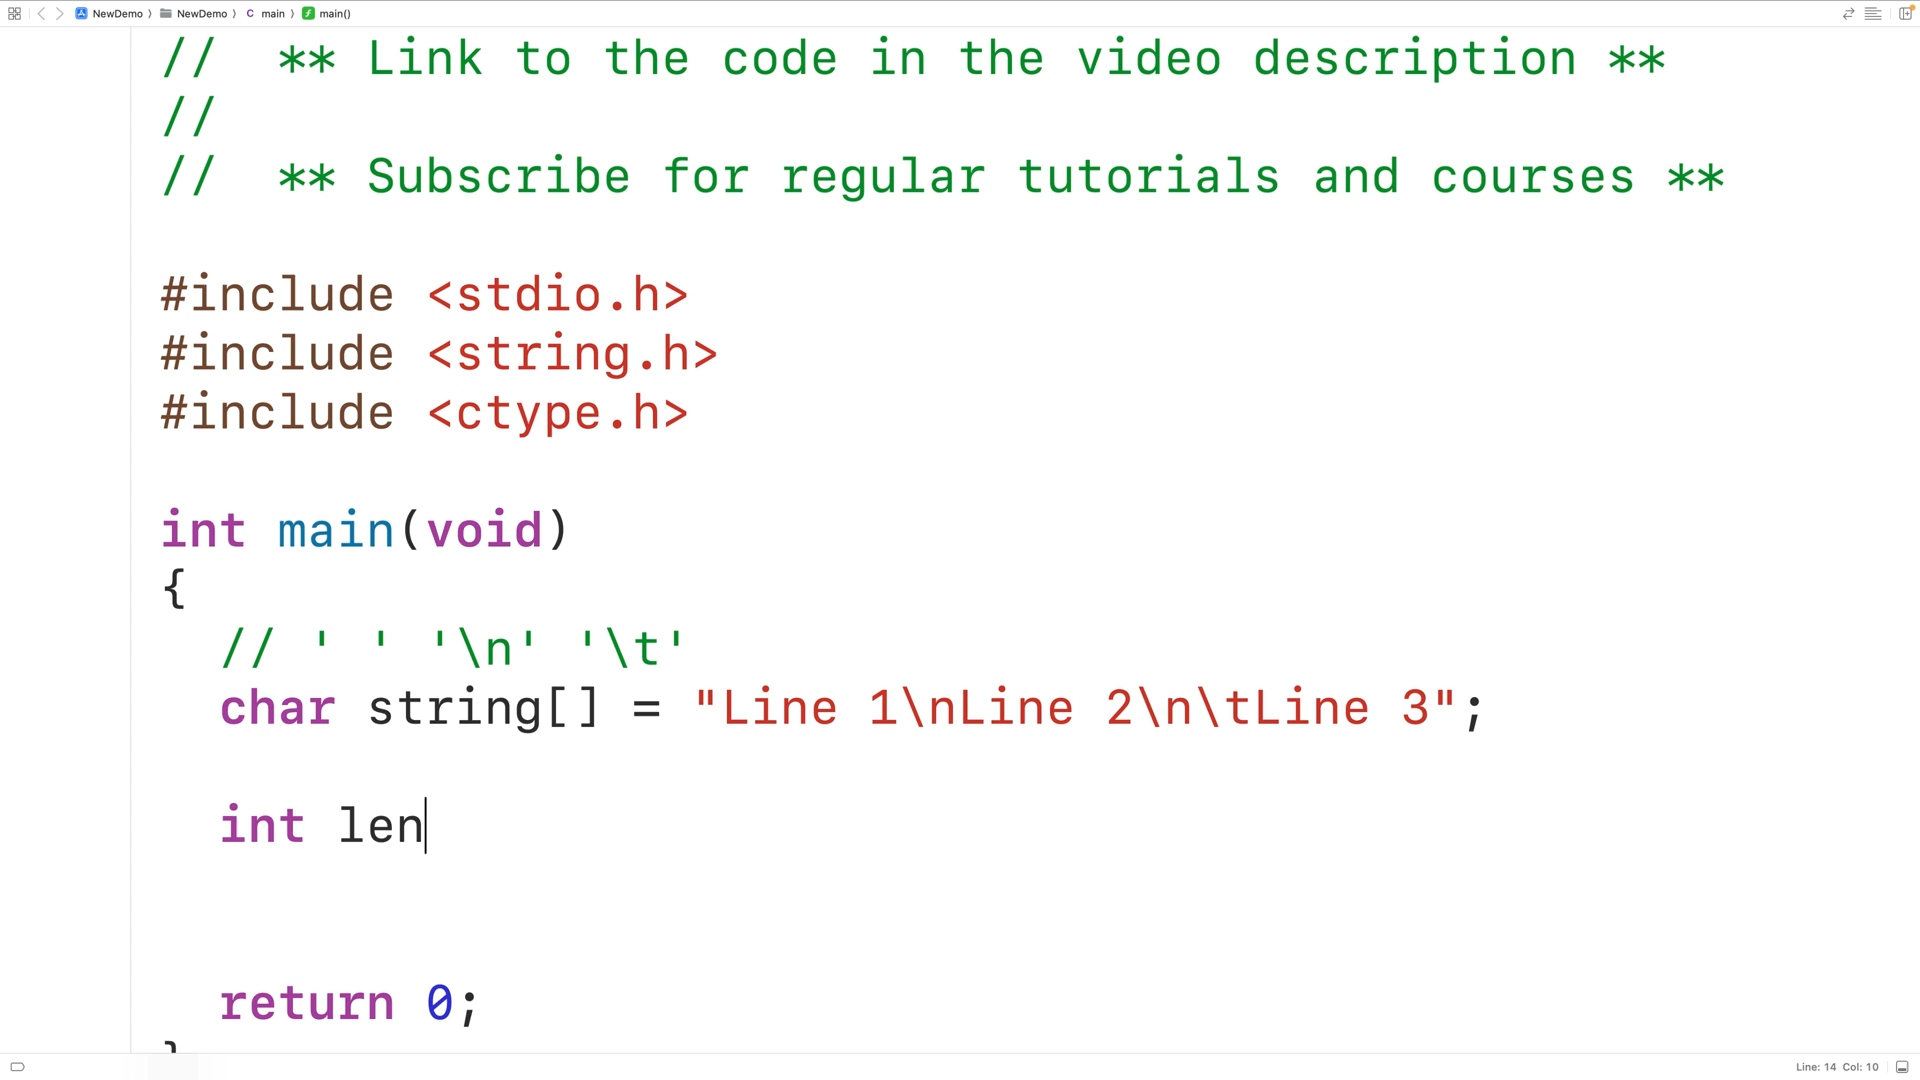 NewDemo 〉 NewDemo 〉 C main 〉 f main()
// ** Link to the code in the video description **
//
// ** Subscribe for regular tutorials and courses **
#include <stdio.h>
#include <string.h>
#include <ctype.h>
int main(void)
{
// ' ' '\n' '\t'
char string[] = "Line 1\nLine 2\n\tLine 3";
int len
return 0;
}
Line: 14 Col: 10